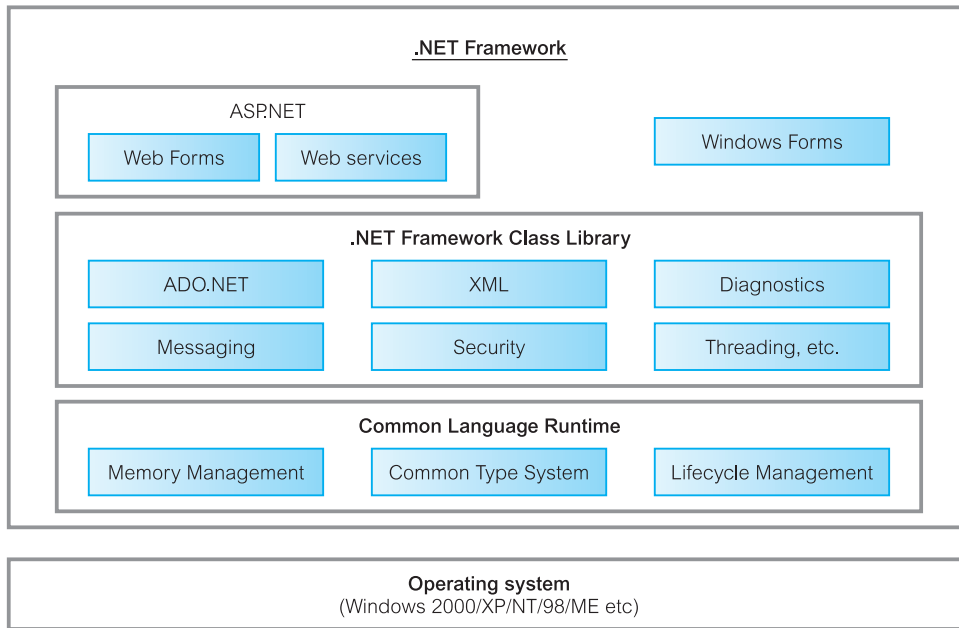 .NET Framework
ASP.NET
Web Forms
Web services
Windows Forms
.NET Framework Class Library
ADO.NET
XML
Diagnostics
Messaging
Security
Threading, etc.
Common Language Runtime
Memory Management
Common Type System
Lifecycle Management
Operating system
(Windows 2000/XP/NT/98/ME etc)